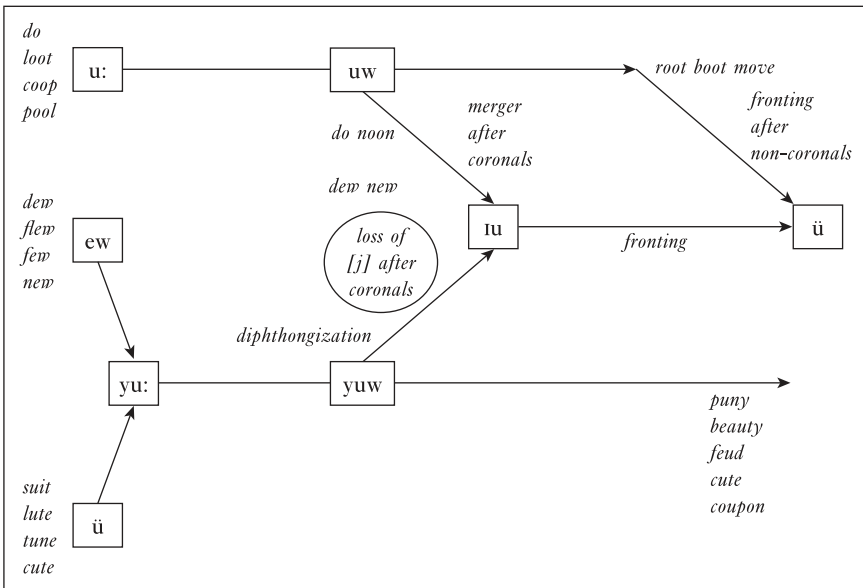 do
loot
coop
pool
u:
uw
root boot move
fronting
after
non-coronals
do noon
merger
after
coronals
dew new
dew
flew
few
new
ew
loss of
[j] after
coronals
ɪu
fronting
ü
diphthongization
yu:
yuw
puny
beauty
feud
cute
coupon
suit
lute
tune
cute
ü